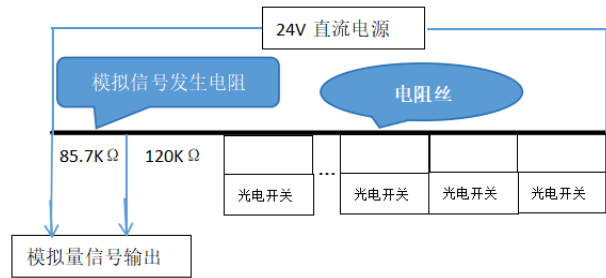 24V 直流电源
模拟信号发生电阻
电阻丝
85.7K Ω
120K Ω
...
光电开关
光电开关
光电开关
光电开关
模拟量信号输出